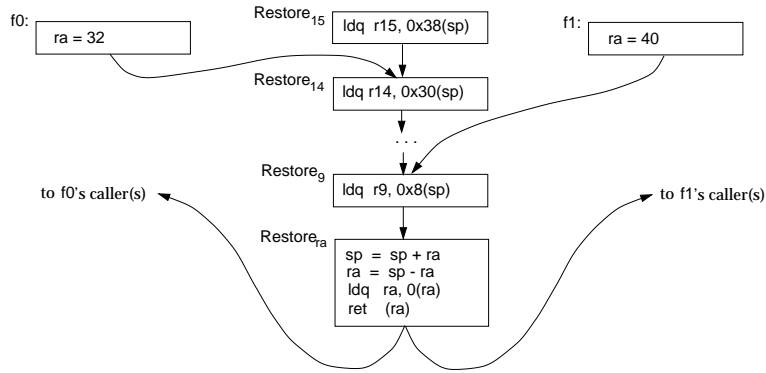 f0:
ra = 32
Restore15
ldq r15, 0x38(sp)
f1:
ra = 40
Restore14
ldq r14, 0x30(sp)
. . .
Restore9
ldq r9, 0x8(sp)
to f0's caller(s)
to f1's caller(s)
Restore ra
sp = sp + ra
ra = sp - ra
ldq ra, 0(ra)
ret (ra)